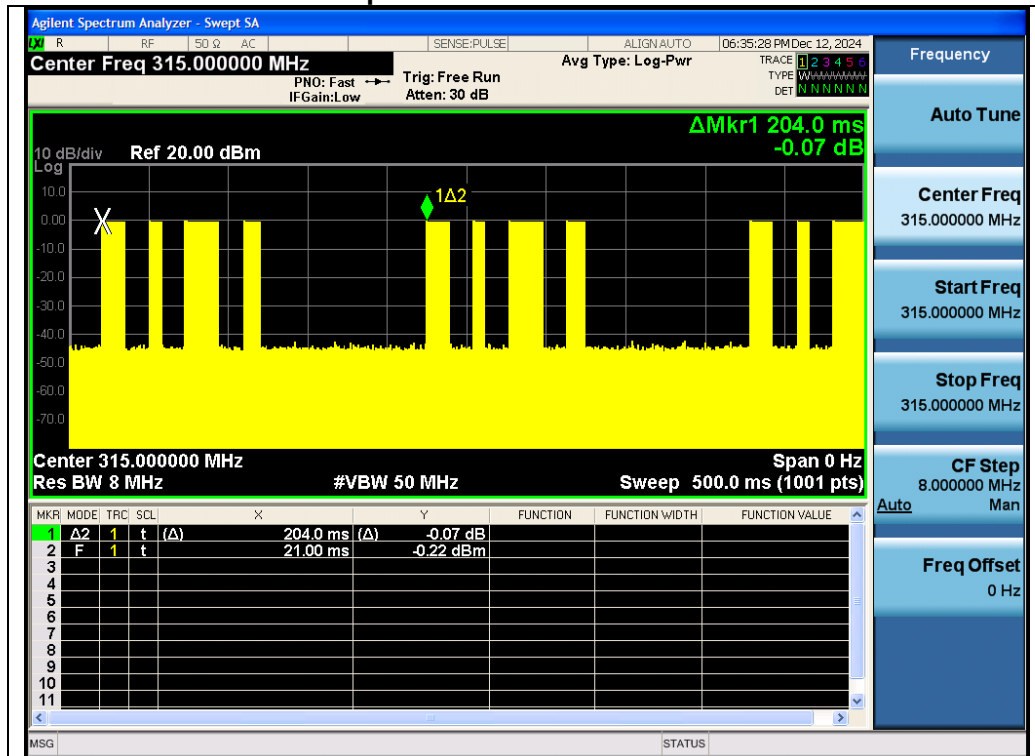 Agilent Spectrum Analyzer - Swept SA
LXI R RF 50 Ω AC SENSE:PULSE ALIGN AUTO 06:35:28 PM Dec 12, 2024
Center Freq 315.000000 MHz Avg Type: Log-Pwr TRACE 1 2 3 4 5 6
PNO: Fast Trig: Free Run TYPE
IFGain:Low Atten: 30 dB DET N N N N N N
ΔMkr1 204.0 ms
-0.07 dB
10 dB/div Ref 20.00 dBm
Log
10.0
0.00
-10.0
-20.0
-30.0
-40.0
-50.0
-60.0
-70.0
1Δ2
Center 315.000000 MHz Span 0 Hz
Res BW 8 MHz #VBW 50 MHz Sweep 500.0 ms (1001 pts)
MKR MODE TRC SCL X Y FUNCTION FUNCTION WIDTH FUNCTION VALUE
1 Δ2 1 t (Δ) 204.0 ms (Δ) -0.07 dB
2 F 1 t 21.00 ms -0.22 dBm
3
4
5
6
7
8
9
10
11
MSG STATUS
Frequency
Auto Tune
Center Freq
315.000000 MHz
Start Freq
315.000000 MHz
Stop Freq
315.000000 MHz
CF Step
8.000000 MHz
Auto Man
Freq Offset
0 Hz